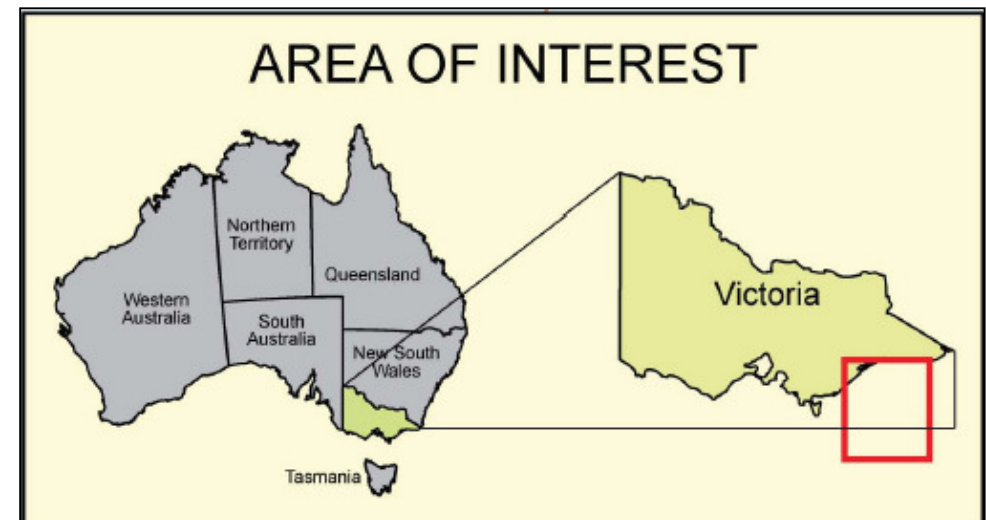 AREA OF INTEREST
Northern
Territory
Queensland
Western
Australia
South
Australia
New South
Wales
Victoria
Tasmania